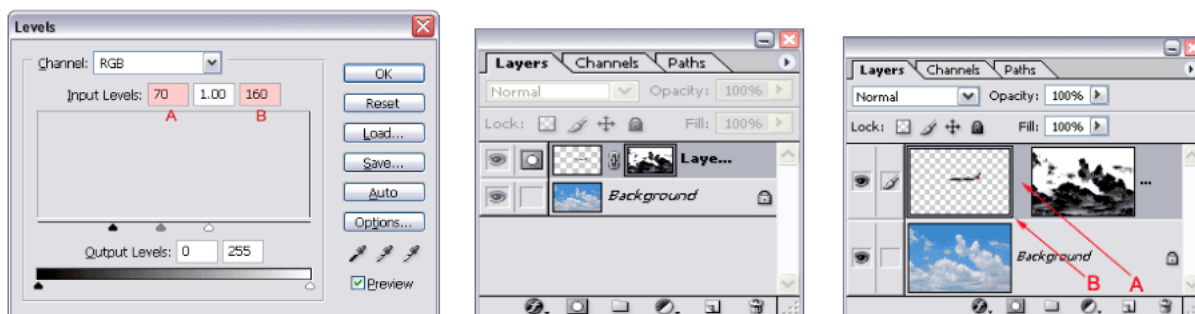 Levels
Channel: RGB
Input Levels: 70 1.00 160
A B
Output Levels: 0 255
OK
Reset
Load...
Save...
Auto
Options...
Preview
Layers Channels Paths
Normal Opacity: 100%
Lock: Fill: 100%
Laye...
Background
Layers Channels Paths
Normal Opacity: 100%
Lock: Fill: 100%
...
Background
B A